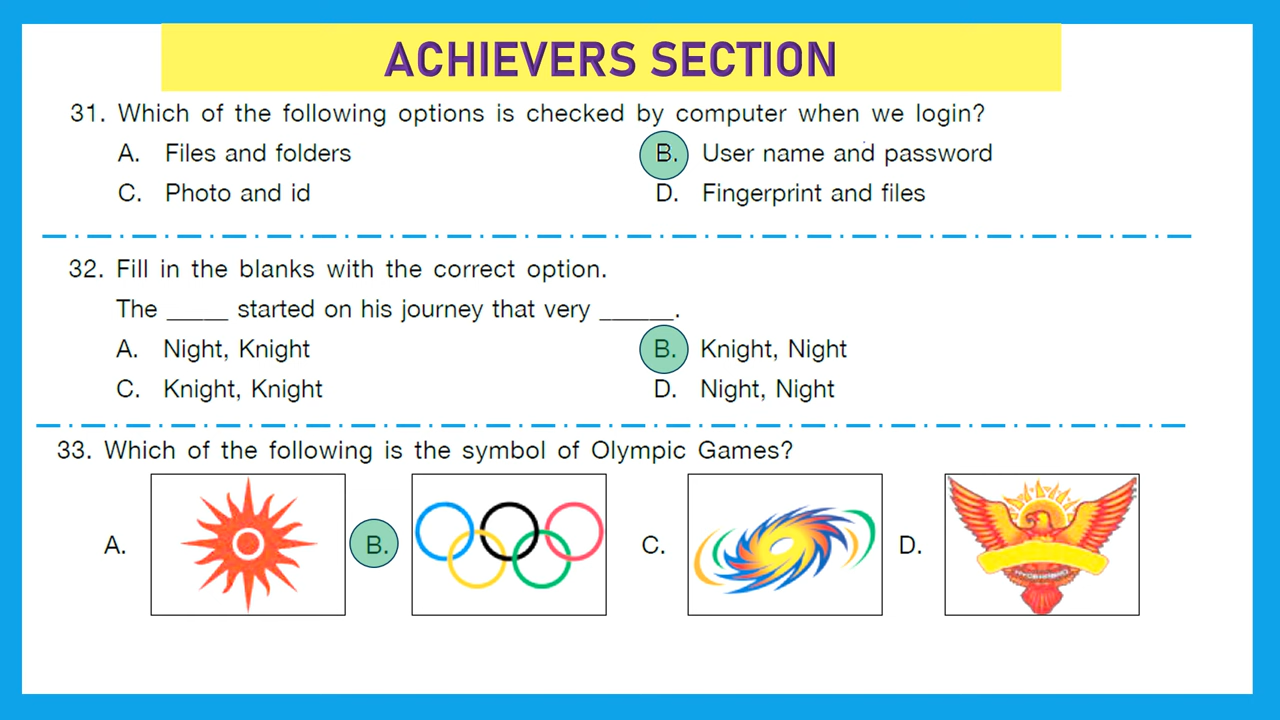 ACHIEVERS SECTION
31. Which of the following options is checked by computer when we login?
A. Files and folders B. User name and password
C. Photo and id D. Fingerprint and files
32. Fill in the blanks with the correct option.
The _____ started on his journey that very ______.
A. Night, Knight B. Knight, Night
C. Knight, Knight D. Night, Night
33. Which of the following is the symbol of Olympic Games?
A. B. C. D.